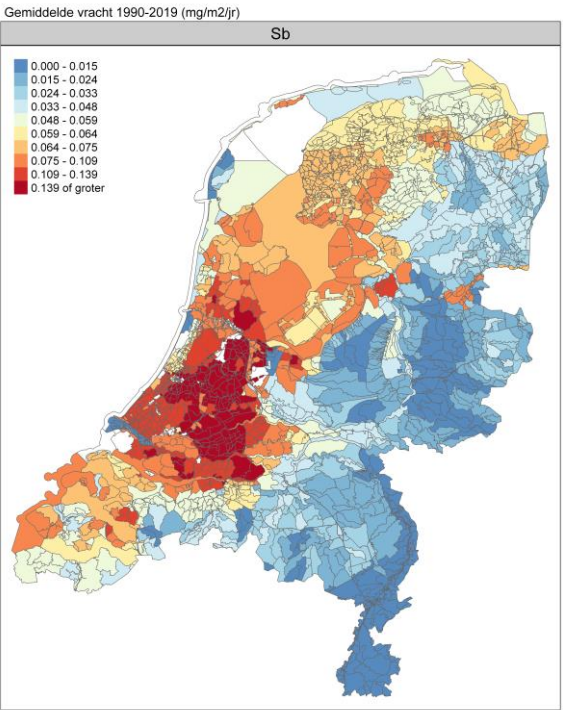 Gemiddelde vracht 1990-2019 (mg/m2/jr)
Sb
0.000 - 0.015
0.015 - 0.024
0.024 - 0.033
0.033 - 0.048
0.048 - 0.059
0.059 - 0.064
0.064 - 0.075
0.075 - 0.109
0.109 - 0.139
0.139 of groter